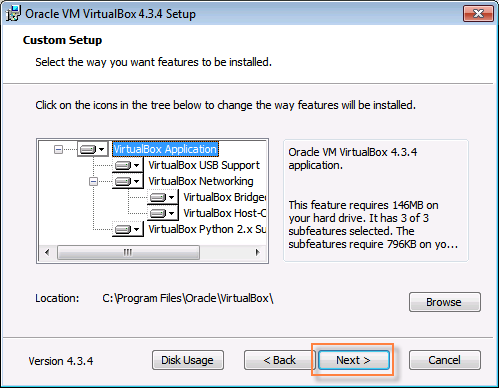 Oracle VM VirtualBox 4.3.4 Setup
Custom Setup
Select the way you want features to be installed.
Click on the icons in the tree below to change the way features will be installed.
VirtualBox Application
VirtualBox USB Support
VirtualBox Networking
VirtualBox Bridged
VirtualBox Host-O
VirtualBox Python 2.x Su
Oracle VM VirtualBox 4.3.4
application.
This feature requires 146MB on
your hard drive. It has 3 of 3
subfeatures selected. The
subfeatures require 796KB on yo...
Location: C:\Program Files\Oracle\VirtualBox\
Browse
Version 4.3.4
Disk Usage
< Back
Next >
Cancel